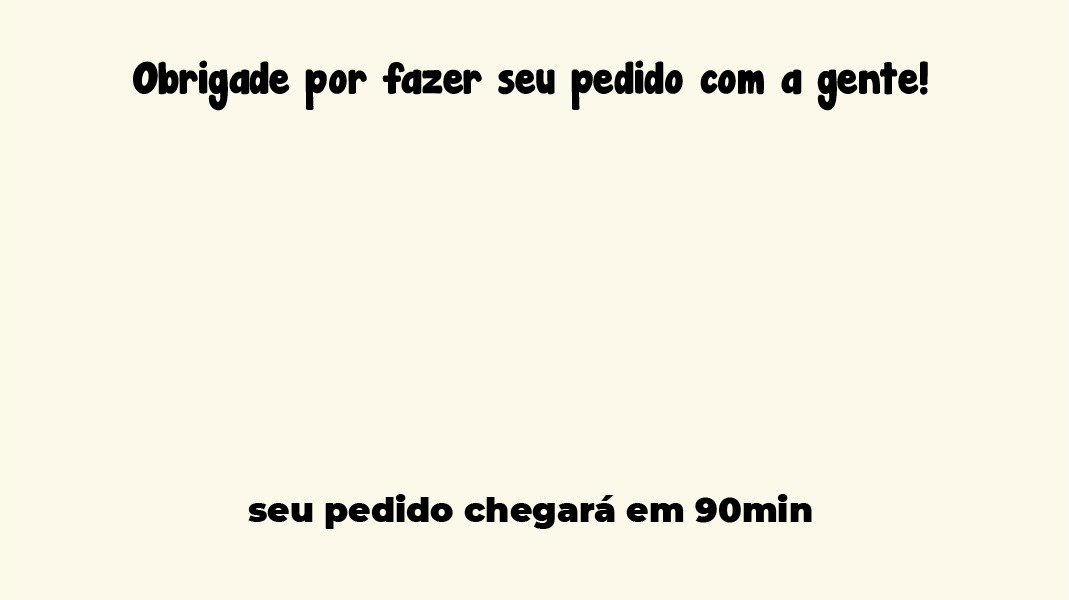 Obrigade por fazer seu pedido com a gente!
seu pedido chegará em 90min